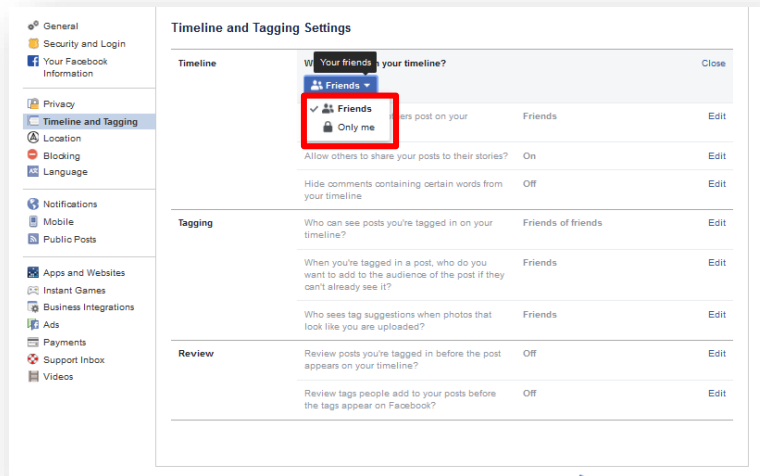 General
Security and Login
Your Facebook
Information
Privacy
Timeline and Tagging
Location
Blocking
Language
Notifications
Mobile
Public Posts
Apps and Websites
Instant Games
Business Integrations
Ads
Payments
Support Inbox
Videos
Timeline and Tagging Settings
Timeline
W
Your friends
your timeline?
Close
Friends
Friends
Only me
ers post on your
Friends
Edit
Allow others to share your posts to their stories?
On
Edit
Hide comments containing certain words from
your timeline
Off
Edit
Tagging
Who can see posts you're tagged in on your
timeline?
Friends of friends
Edit
When you're tagged in a post, who do you
want to add to the audience of the post if they
can't already see it?
Friends
Edit
Who sees tag suggestions when photos that
look like you are uploaded?
Friends
Edit
Review
Review posts you're tagged in before the post
appears on your timeline?
Off
Edit
Review tags people add to your posts before
the tags appear on Facebook?
Off
Edit